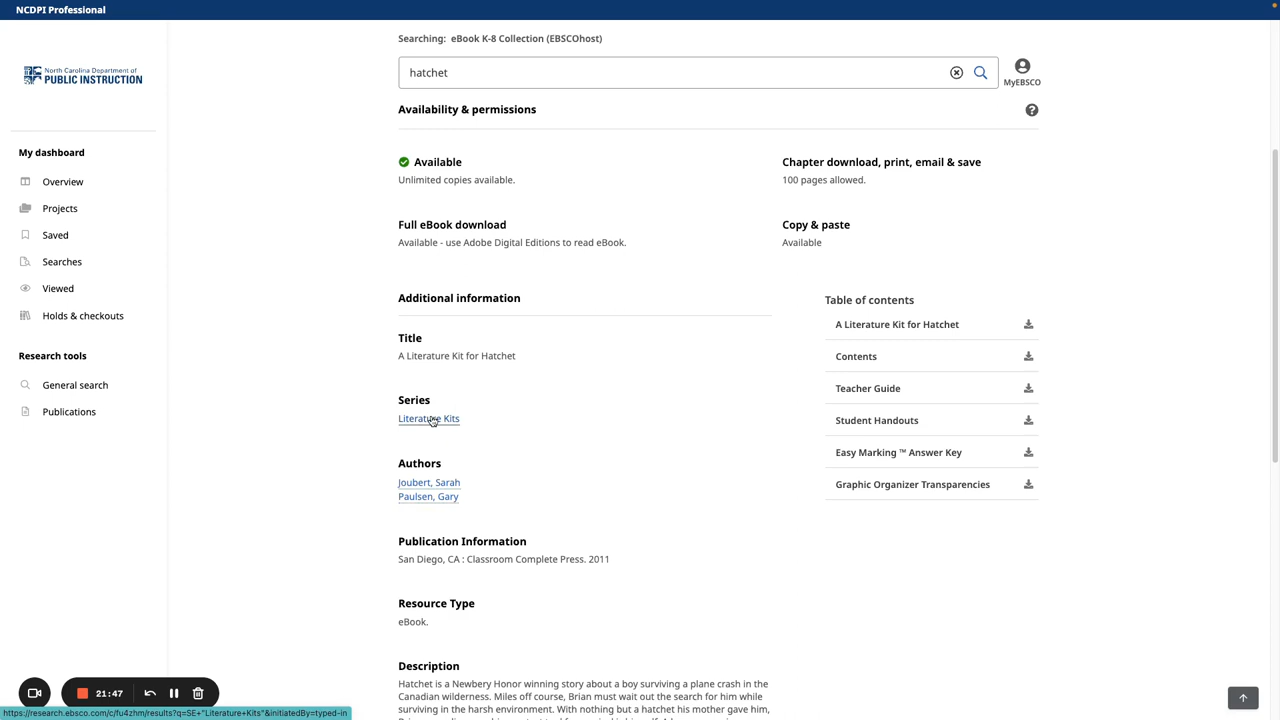 NCDPI Professional
North Carolina Department of
PUBLIC INSTRUCTION
My dashboard
Overview
Projects
Saved
Searches
Viewed
Holds & checkouts
Research tools
General search
Publications
Searching: eBook K-8 Collection (EBSCOhost)
hatchet
MyEBSCO
Availability & permissions
Available
Unlimited copies available.
Chapter download, print, email & save
100 pages allowed.
Full eBook download
Available - use Adobe Digital Editions to read eBook.
Copy & paste
Available
Additional information
Title
A Literature Kit for Hatchet
Series
Literature Kits
Authors
Joubert, Sarah
Paulsen, Gary
Publication Information
San Diego, CA : Classroom Complete Press. 2011
Resource Type
eBook.
Description
Hatchet is a Newbery Honor winning story about a boy surviving a plane crash in the
Canadian wilderness. Miles off course, Brian must wait out the search for him while
surviving in the harsh environment. With nothing but a hatchet his mother gave him,
Table of contents
A Literature Kit for Hatchet
Contents
Teacher Guide
Student Handouts
Easy Marking ™ Answer Key
Graphic Organizer Transparencies
21:47
https://research.ebsco.com/c/fu4zhm/results?q=SE+"Literature+Kits"&initiatedBy=typed-in